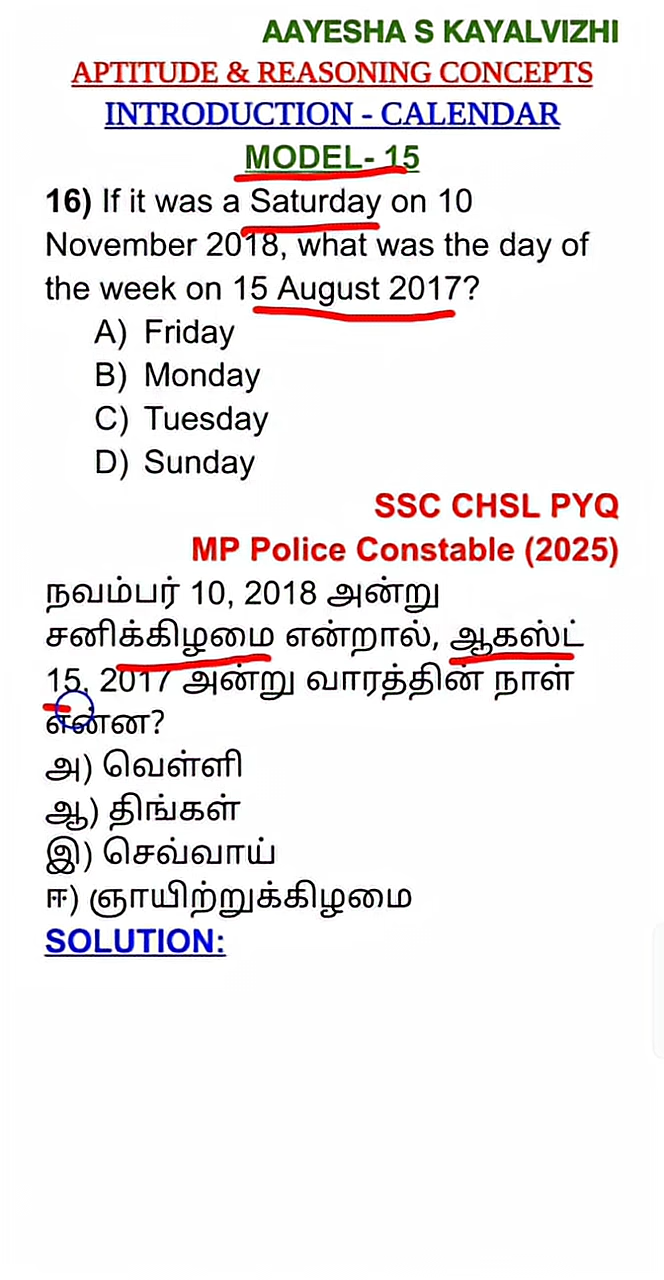 AAYESHA S KAYALVIZHI
APTITUDE & REASONING CONCEPTS
INTRODUCTION - CALENDAR
MODEL- 15
16) If it was a Saturday on 10
November 2018, what was the day of
the week on 15 August 2017?
A) Friday
B) Monday
C) Tuesday
D) Sunday
SSC CHSL PYQ
MP Police Constable (2025)
நவம்பர் 10, 2018 அன்று
சனிக்கிழமை என்றால், ஆகஸ்ட்
15, 2017 அன்று வாரத்தின் நாள்
என்ன?
அ) வெள்ளி
ஆ) திங்கள்
இ) செவ்வாய்
ஈ) ஞாயிற்றுக்கிழமை
SOLUTION: